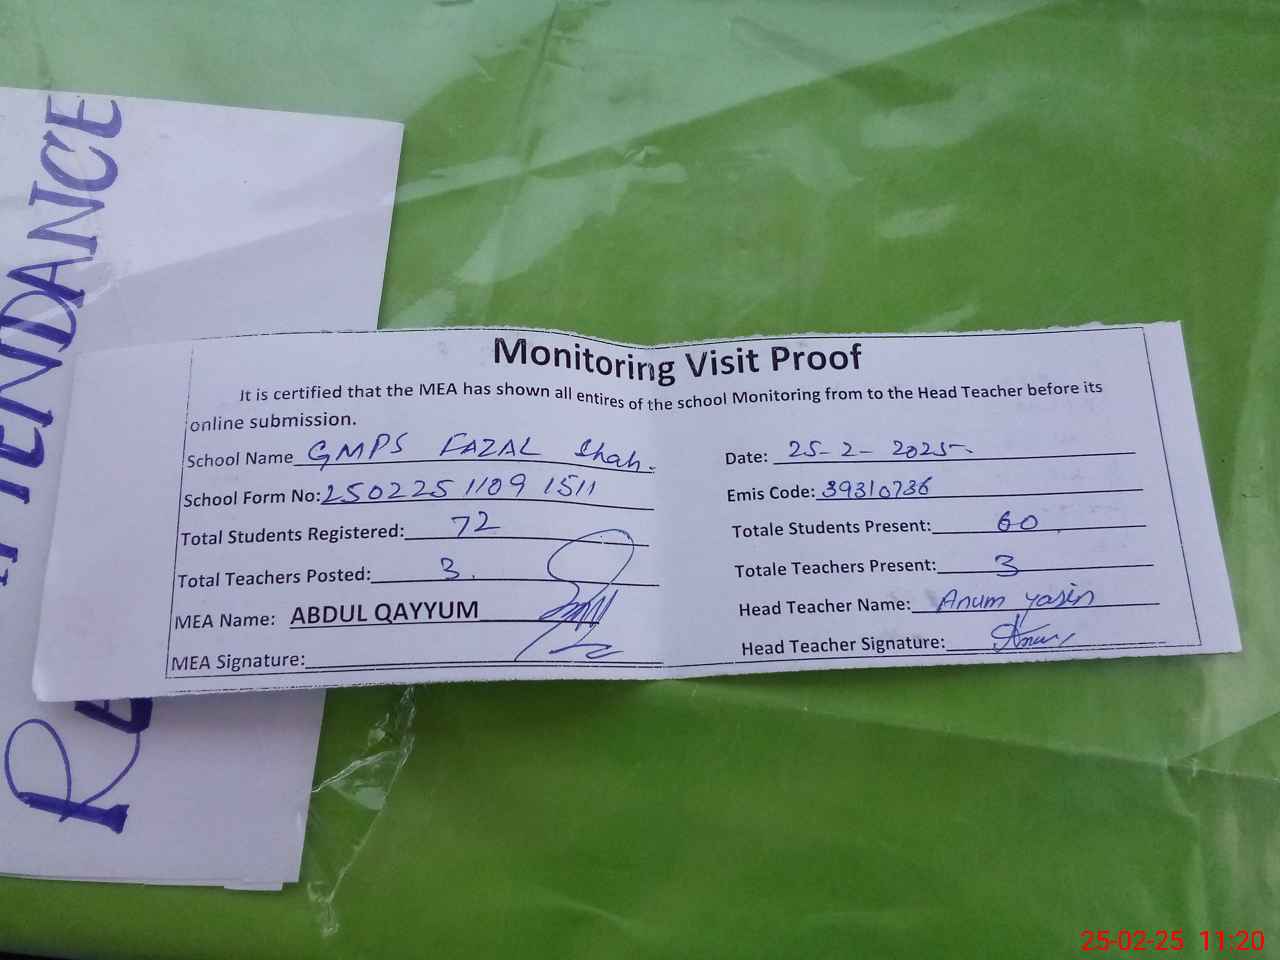 ATTENDANCE
Monitoring Visit Proof
It is certified that the MEA has shown all entires of the school Monitoring from to the Head Teacher before its
online submission.
School Name GMPS FAZAL Shah.
Date: 25-2-2025
School Form No: 250225 1109 1511
Emis Code: 39310736
Total Students Registered: 72
Totale Students Present: 60
Total Teachers Posted: 3.
Totale Teachers Present: 3
MEA Name: ABDUL QAYYUM
Head Teacher Name: Anum yasin
MEA Signature:
Head Teacher Signature: Anum
25-02-25 11:20